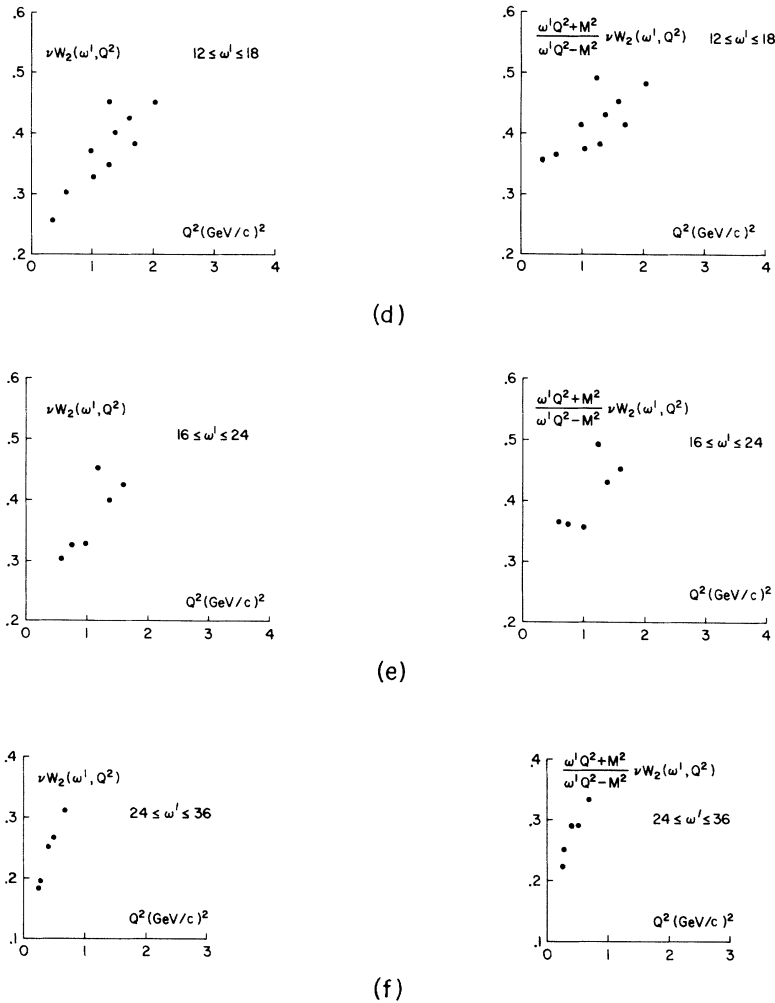 .6
.5
.4
.3
.2
0 1 2 3 4
νW₂(ω',Q²)
12≤ω'≤18
Q²(GeV/c)²
.6
.5
.4
.3
.2
0 1 2 3 4
ω'Q²+M²
ω'Q²−M²
νW₂(ω',Q²)
12≤ω'≤18
Q²(GeV/c)²
(d)
.6
.5
.4
.3
.2
0 1 2 3 4
νW₂(ω',Q²)
16≤ω'≤24
Q²(GeV/c)²
.6
.5
.4
.3
.2
0 1 2 3 4
ω'Q²+M²
ω'Q²−M²
νW₂(ω',Q²)
16≤ω'≤24
Q²(GeV/c)²
(e)
.4
.3
.2
.1
0 1 2 3
νW₂(ω',Q²)
24≤ω'≤36
Q²(GeV/c)²
.4
.3
.2
.1
0 1 2 3
ω'Q²+M²
ω'Q²−M²
νW₂(ω',Q²)
24≤ω'≤36
Q²(GeV/c)²
(f)